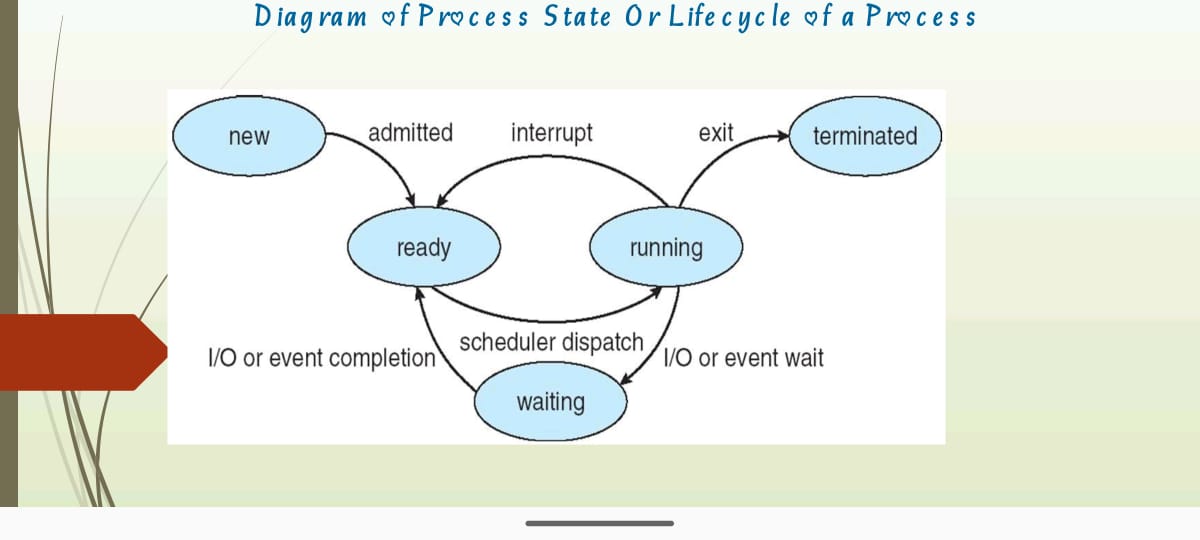 Diagram of Process State Or Lifecycle of a Process
new
admitted
interrupt
exit
terminated
ready
running
scheduler dispatch
I/O or event completion
I/O or event wait
waiting